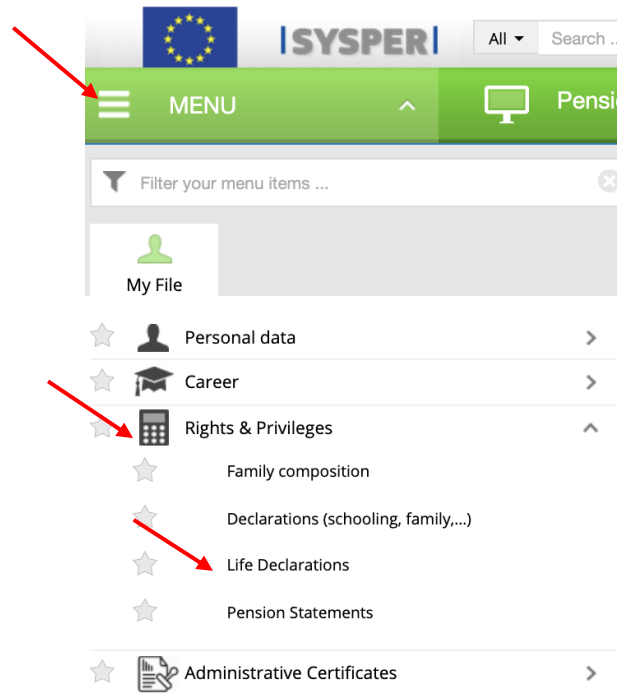 SYSPER
All
Search ...
MENU
Pensi
Filter your menu items ...
My File
Personal data
Career
Rights & Privileges
Family composition
Declarations (schooling, family,...)
Life Declarations
Pension Statements
Administrative Certificates